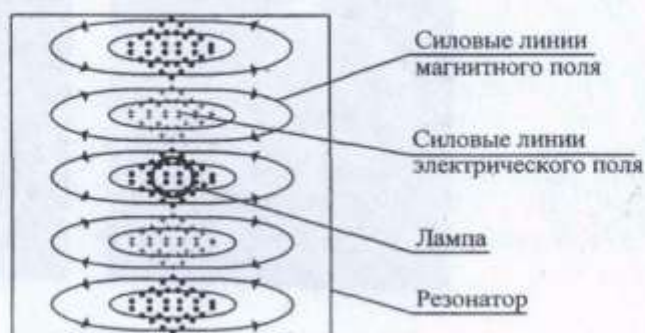 Силовые линии
магнитного поля
Силовые линии
электрического поля
Лампа
Резонатор